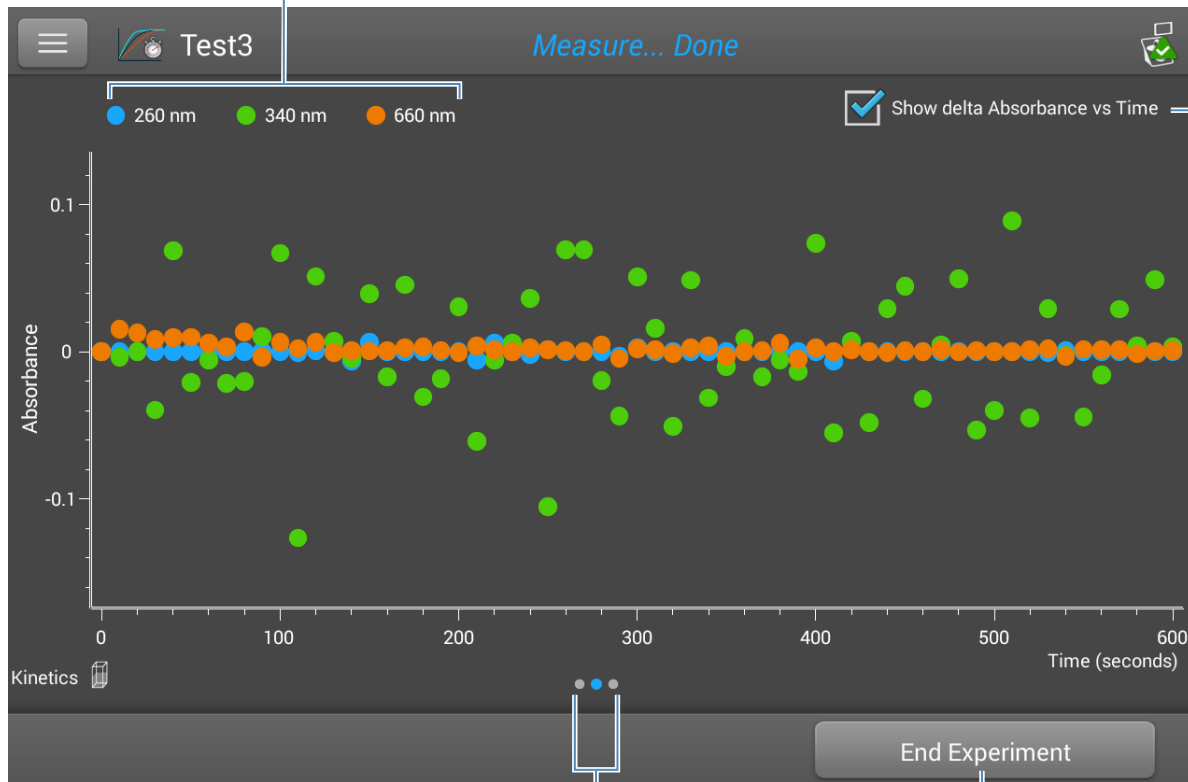 Test3
Measure... Done
260 nm
340 nm
660 nm
Show delta Absorbance vs Time
0.1
0
-0.1
Absorbance
0 100 200 300 400 500 600
Time (seconds)
Kinetics
End Experiment